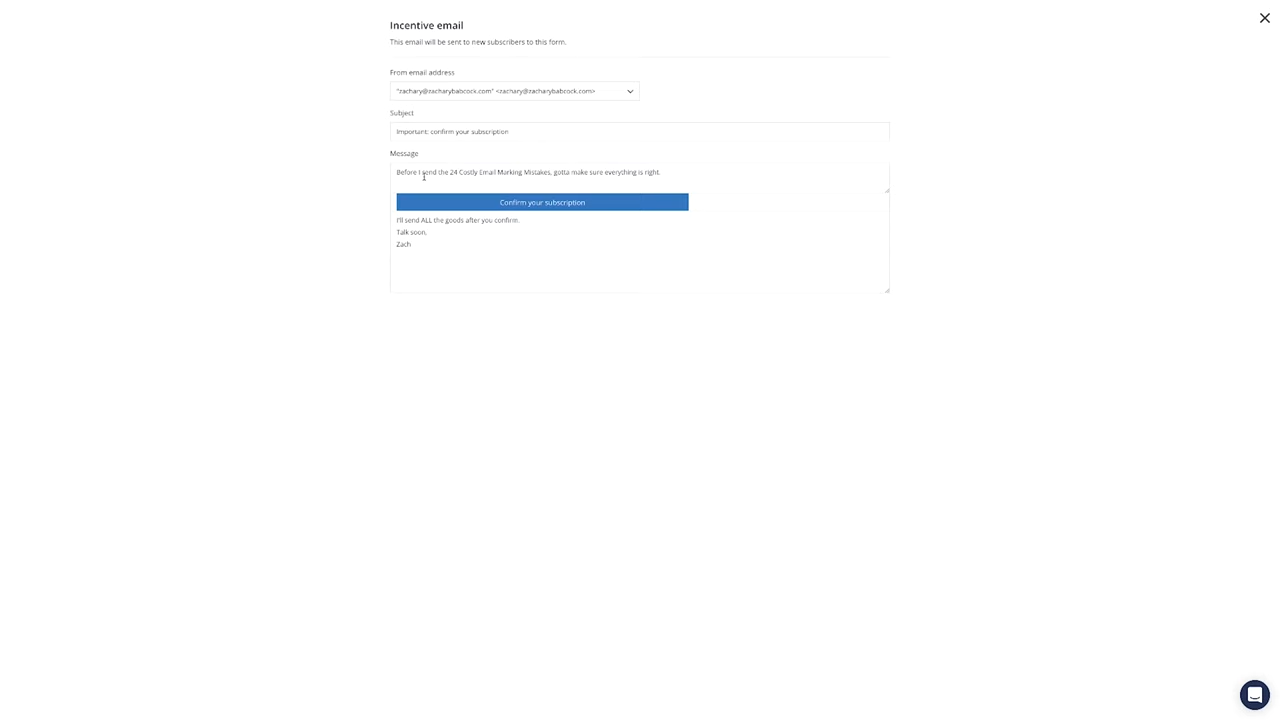 Incentive email
This email will be sent to new subscribers to this form.
From email address
"zachary@zacharybabcock.com" <zachary@zacharybabcock.com>
Subject
Important: confirm your subscription
Message
Before I send the 24 Costly Email Marking Mistakes, gotta make sure everything is right.
Confirm your subscription
I'll send ALL the goods after you confirm.
Talk soon,
Zach